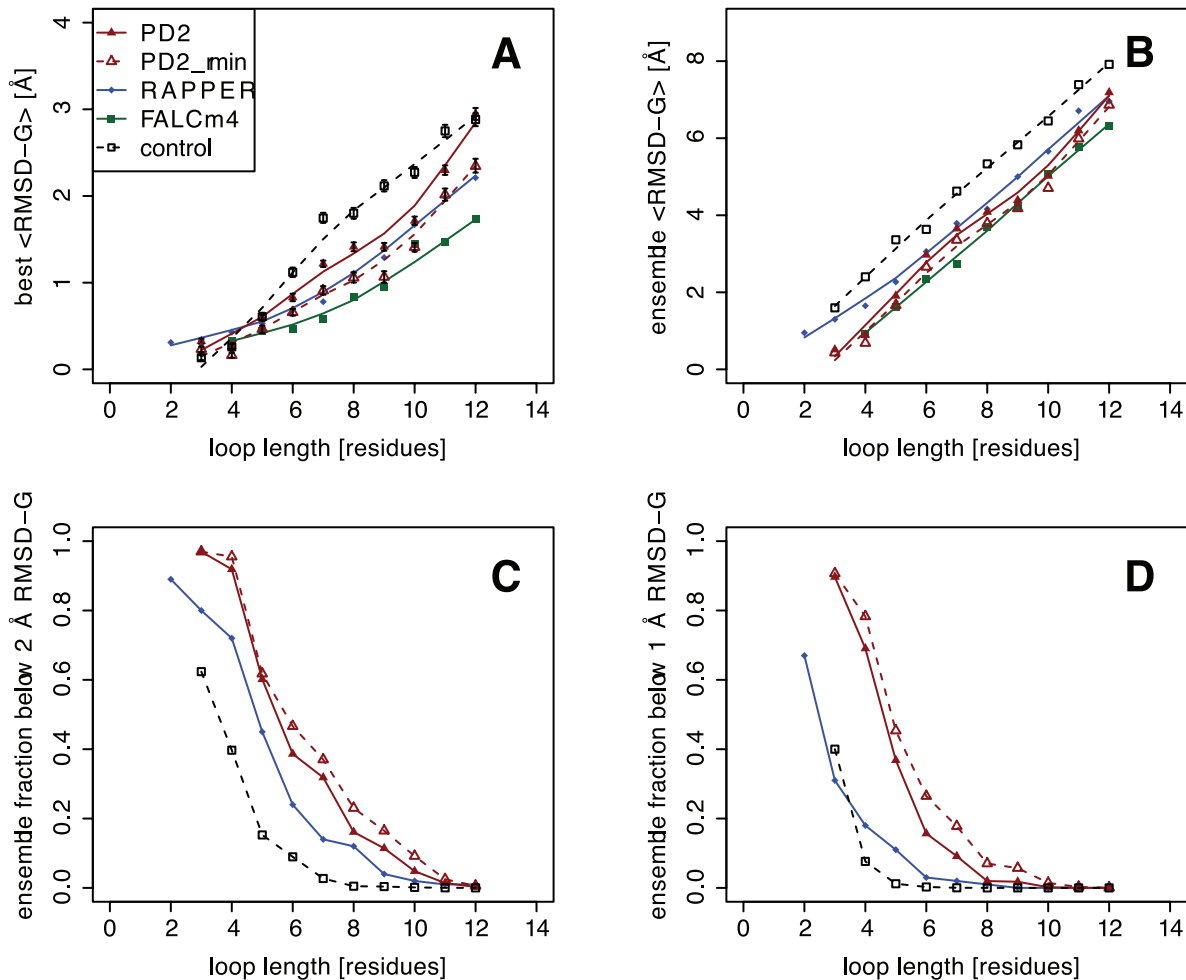 A
best <RMSD−G> [Å]
0 1 2 3 4
PD2
PD2_min
RAPPER
FALCm4
control
0 2 4 6 8 10 12 14
loop length [residues]
B
ensemble <RMSD−G> [Å]
0 2 4 6 8
0 2 4 6 8 10 12 14
loop length [residues]
C
ensemble fraction below 2 Å RMSD−G
0.0 0.2 0.4 0.6 0.8 1.0
0 2 4 6 8 10 12 14
loop length [residues]
D
ensemble fraction below 1 Å RMSD−G
0.0 0.2 0.4 0.6 0.8 1.0
0 2 4 6 8 10 12 14
loop length [residues]